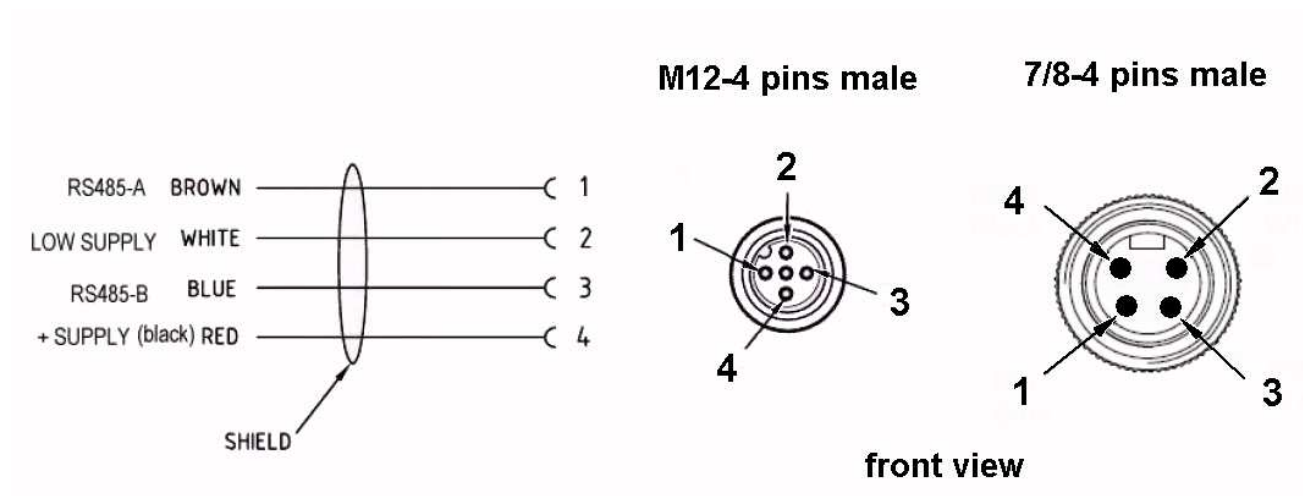 M12-4 pins male
7/8-4 pins male
RS485-A BROWN 1
LOW SUPPLY WHITE 2
RS485-B BLUE 3
+ SUPPLY (black) RED 4
SHIELD
2
1
3
4
4
2
1
3
front view